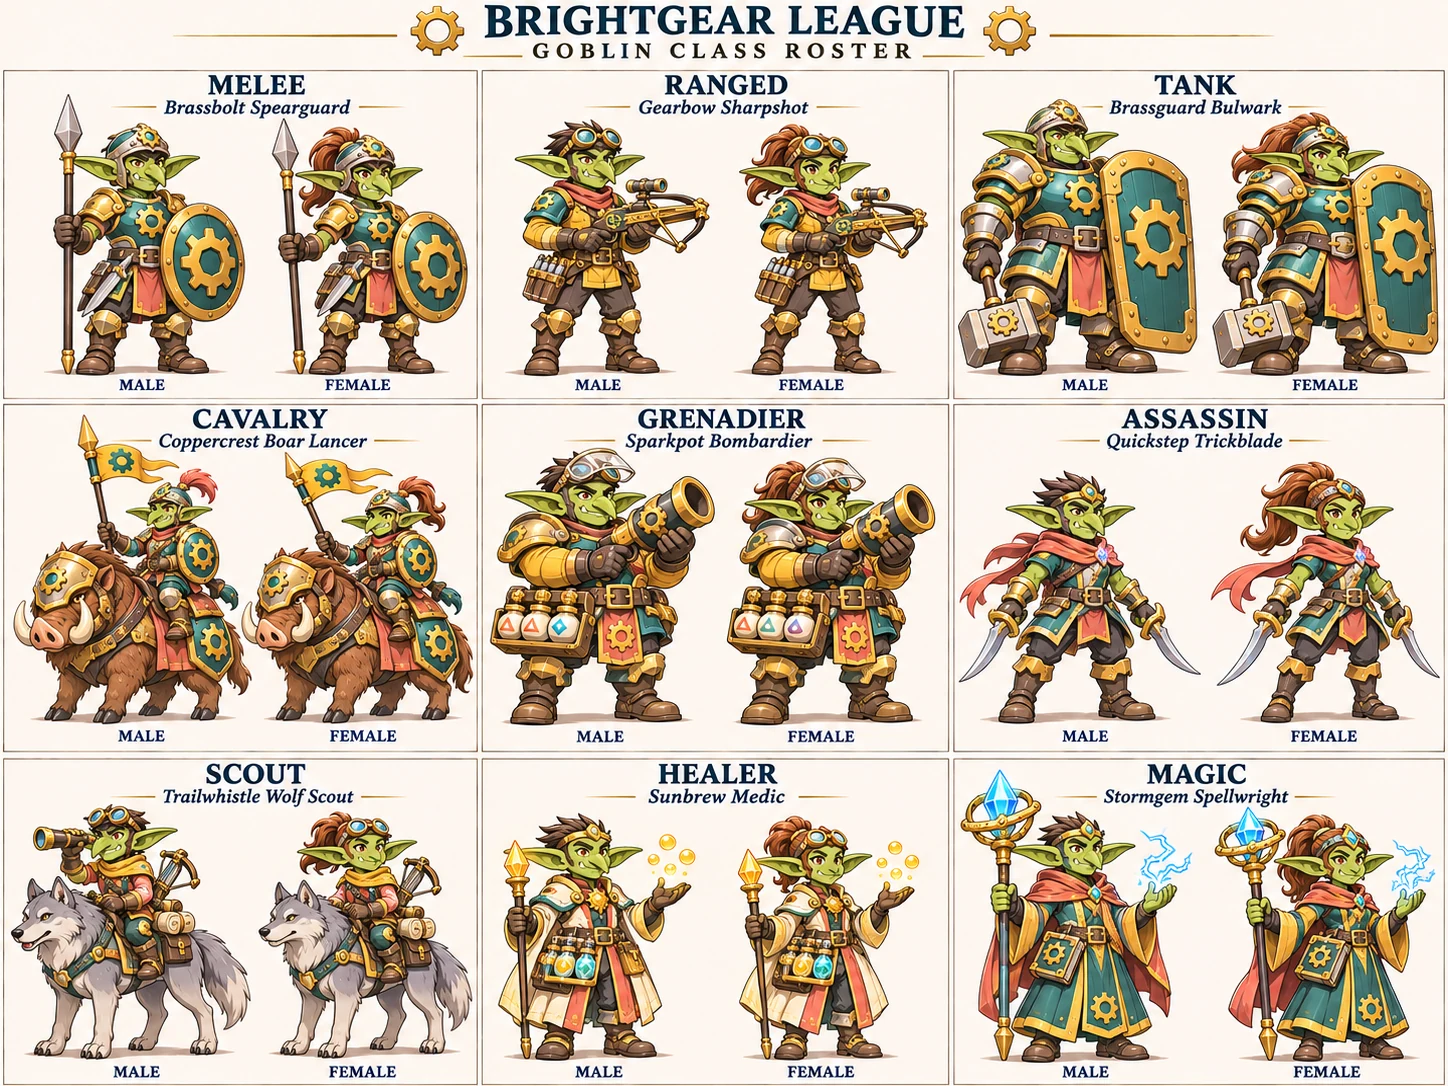 BRIGHTGEAR LEAGUE
GOBLIN CLASS ROSTER
MELEE
Brassbolt Spearguard
MALE
FEMALE
RANGED
Gearbow Sharpshot
MALE
FEMALE
TANK
Brassguard Bulwark
MALE
FEMALE
CAVALRY
Coppercrest Boar Lancer
MALE
FEMALE
GRENADIER
Sparkpot Bombardier
MALE
FEMALE
ASSASSIN
Quickstep Trickblade
MALE
FEMALE
SCOUT
Trailwhistle Wolf Scout
MALE
FEMALE
HEALER
Sunbrew Medic
MALE
FEMALE
MAGIC
Stormgem Spellwright
MALE
FEMALE